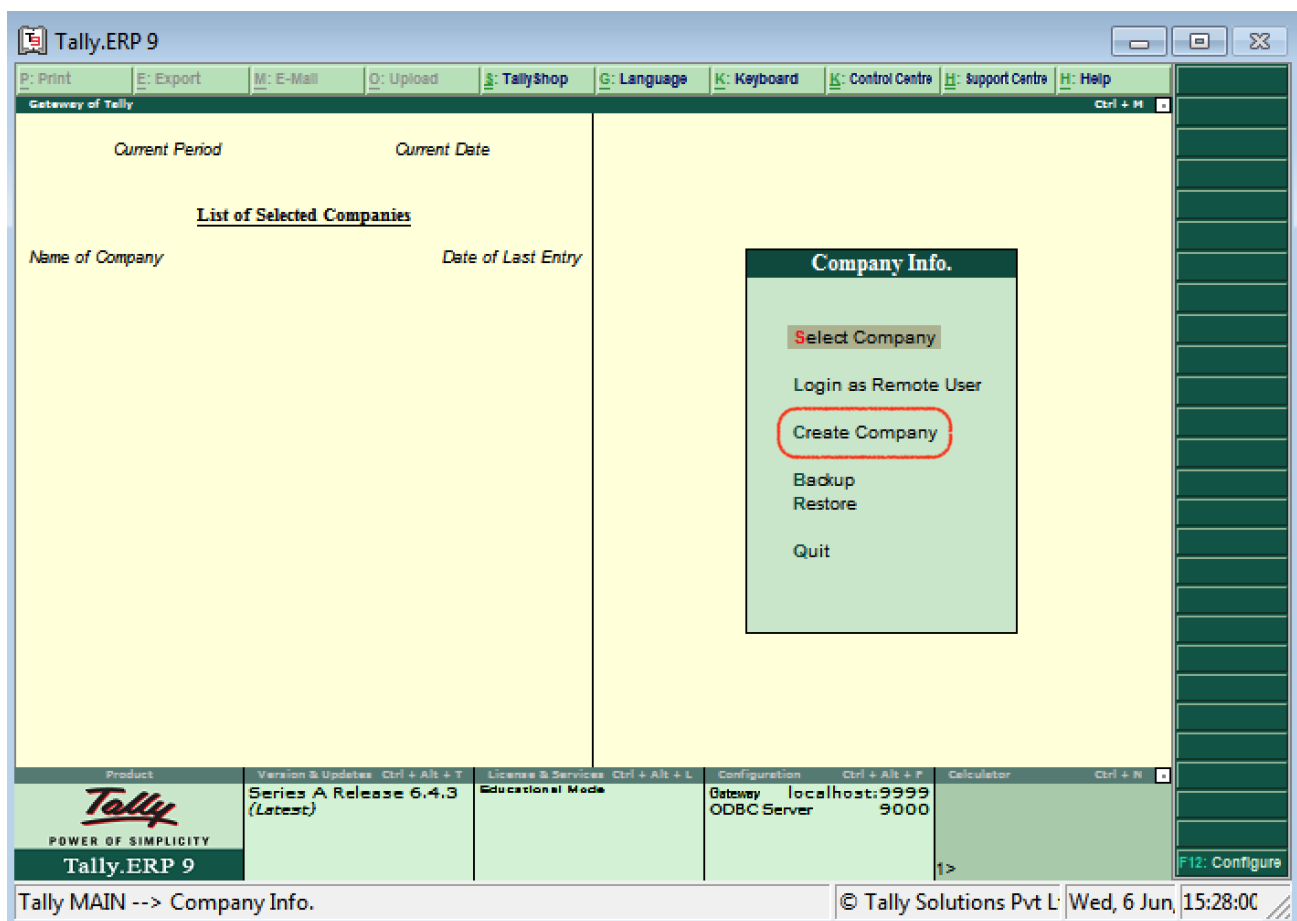 Tally.ERP 9
P: Print E: Export M: E-Mail O: Upload S: TallyShop G: Language K: Keyboard K: Control Centre H: Support Centre H: Help
Gateway of Tally Ctrl + M
Current Period Current Date
List of Selected Companies
Name of Company Date of Last Entry
Company Info.
Select Company
Login as Remote User
Create Company
Backup
Restore
Quit
Product Version & Updates Ctrl + Alt + T License & Services Ctrl + Alt + L Configuration Ctrl + Alt + F Calculator Ctrl + N
Tally
POWER OF SIMPLICITY
Tally.ERP 9
Series A Release 6.4.3
(Latest)
Educational Mode
Gateway localhost:9999
ODBC Server 9000
1>
F12: Configure
Tally MAIN --> Company Info. © Tally Solutions Pvt L Wed, 6 Jun, 15:28:00